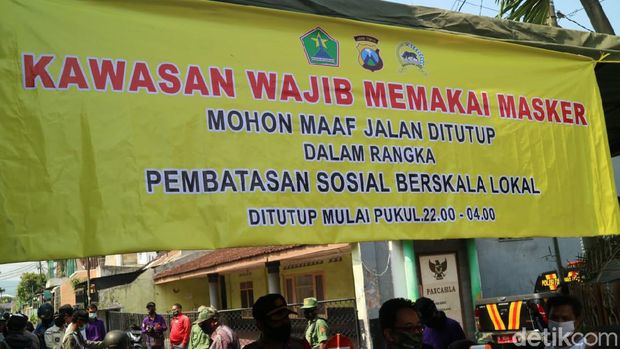 KAWASAN WAJIB MEMAKAI MASKER
MOHON MAAF JALAN DITUTUP
DALAM RANGKA
PEMBATASAN SOSIAL BERSKALA LOKAL
DITUTUP MULAI PUKUL.22.00 - 04.00
PANCASILA
detikcom